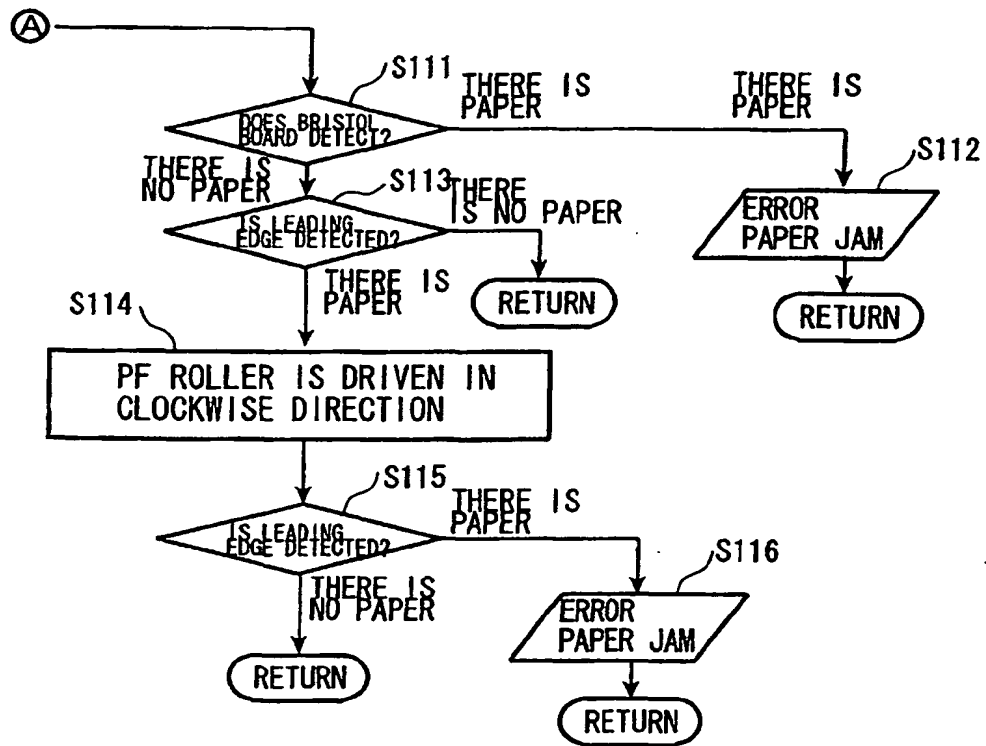 A
S111
DOES BRISTOL
BOARD DETECT?
THERE IS
PAPER
THERE IS
PAPER
S112
ERROR
PAPER JAM
RETURN
THERE IS
NO PAPER
S113
IS LEADING
EDGE DETECTED?
THERE
IS NO PAPER
RETURN
THERE IS
PAPER
S114
PF ROLLER IS DRIVEN IN
CLOCKWISE DIRECTION
S115
IS LEADING
EDGE DETECTED?
THERE IS
PAPER
S116
ERROR
PAPER JAM
RETURN
THERE IS
NO PAPER
RETURN